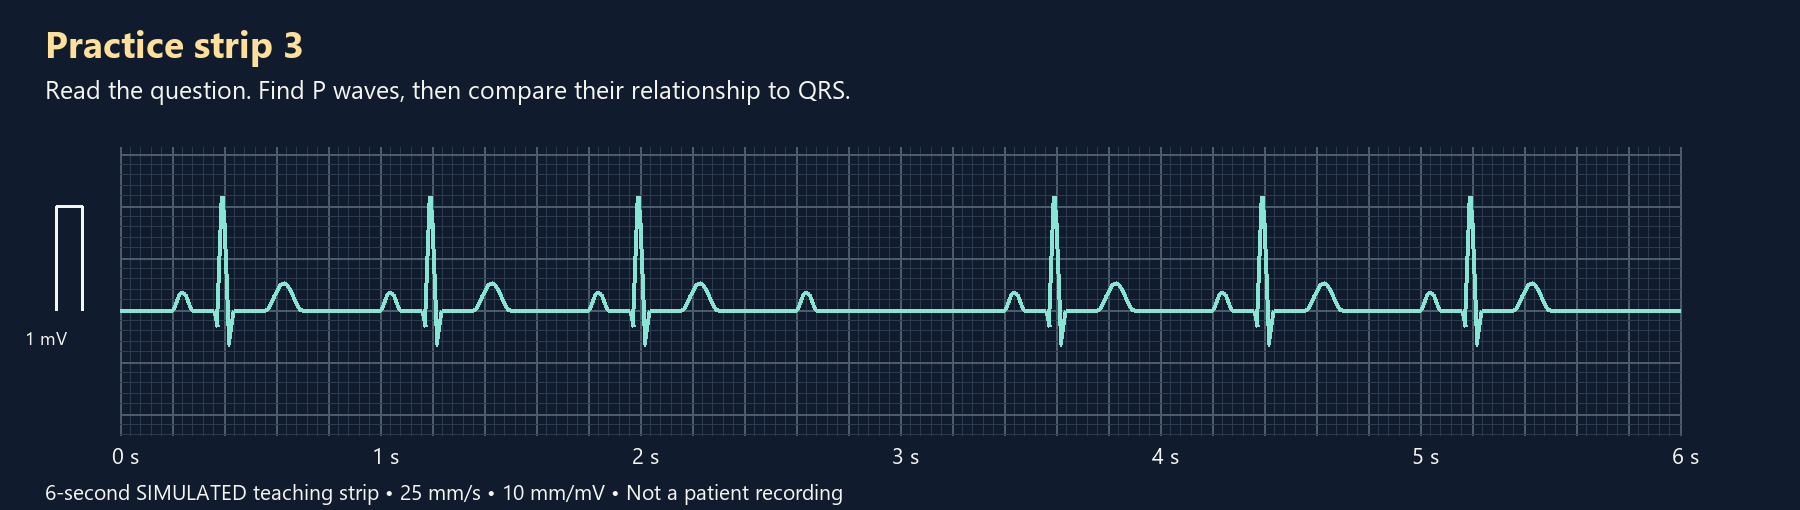 Practice strip 3
Read the question. Find P waves, then compare their relationship to QRS.
1 mV
0 s 1 s 2 s 3 s 4 s 5 s 6 s
6-second SIMULATED teaching strip • 25 mm/s • 10 mm/mV • Not a patient recording